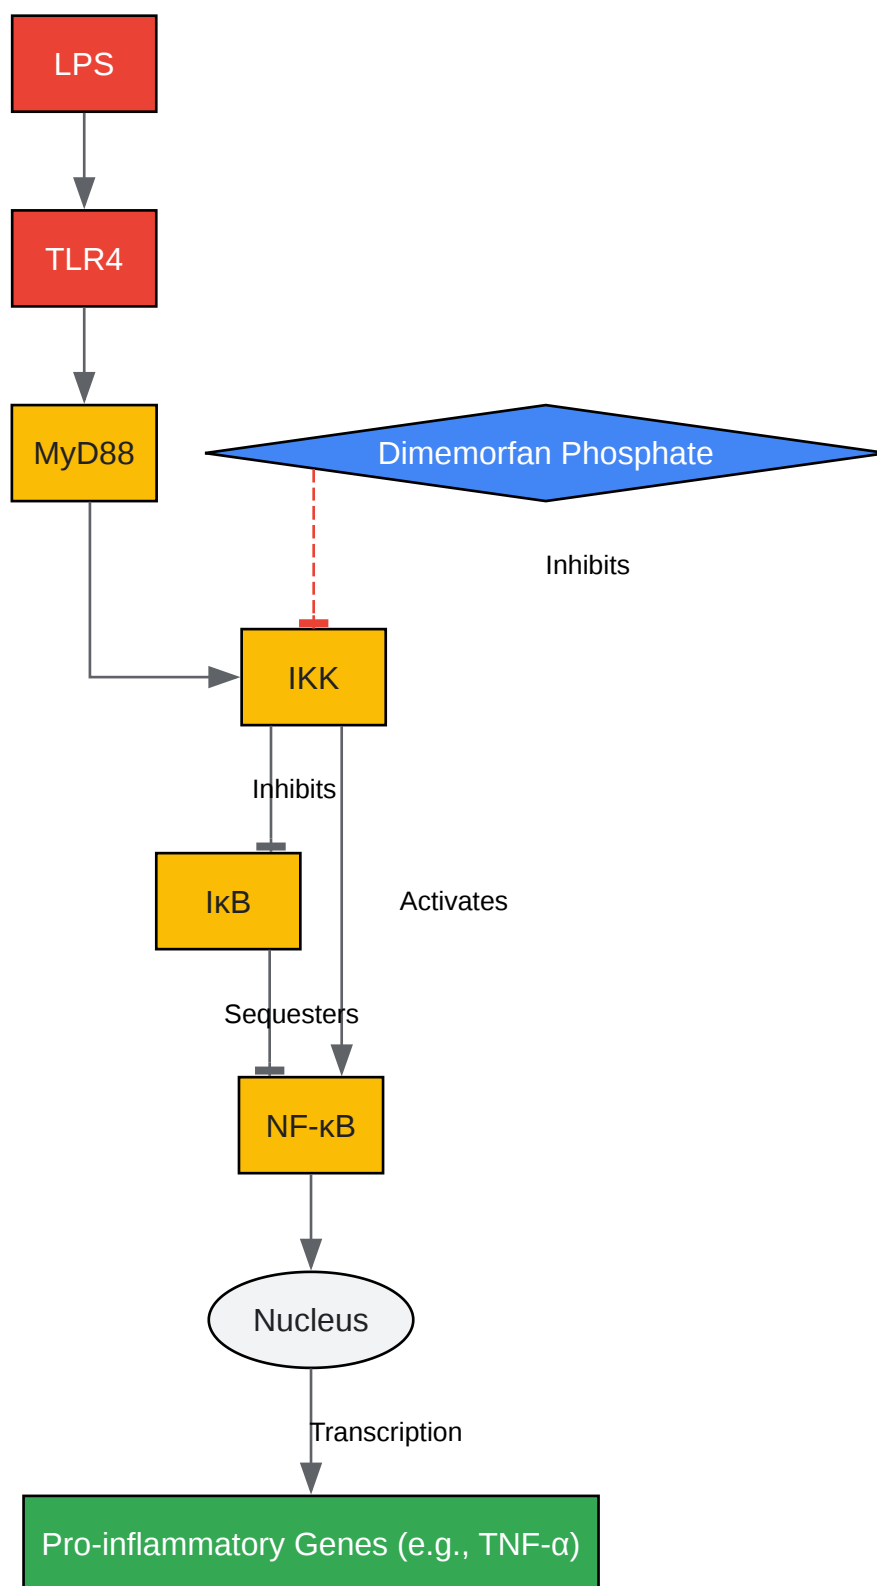 LPS
TLR4
MyD88
Dimemorfan Phosphate
Inhibits
IKK
Inhibits
IκB
Activates
Sequesters
NF-κB
Nucleus
Transcription
Pro-inflammatory Genes (e.g., TNF-α)